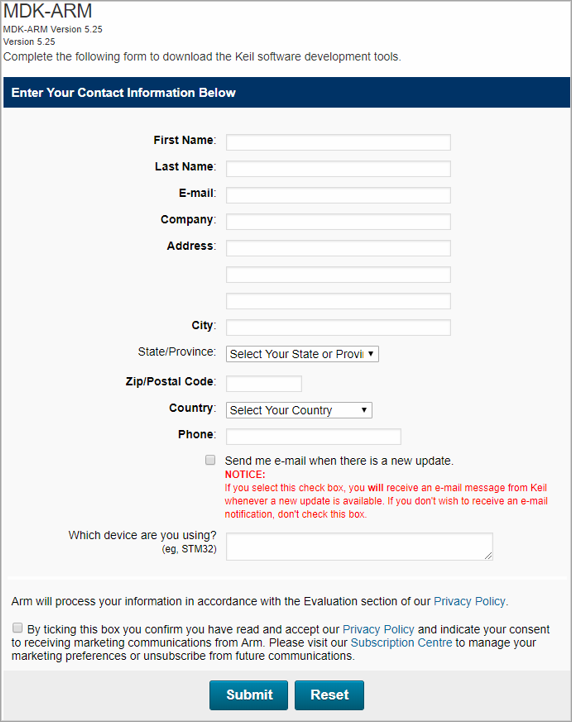 MDK-ARM
MDK-ARM Version 5.25
Version 5.25
Complete the following form to download the Keil software development tools.
Enter Your Contact Information Below
First Name:
Last Name:
E-mail:
Company:
Address:
City:
State/Province: Select Your State or Provi
Zip/Postal Code:
Country: Select Your Country
Phone:
Send me e-mail when there is a new update.
NOTICE:
If you select this check box, you will receive an e-mail message from Keil
whenever a new update is available. If you don't wish to receive an e-mail
notification, don't check this box.
Which device are you using?
(eg, STM32)
Arm will process your information in accordance with the Evaluation section of our Privacy Policy.
By ticking this box you confirm you have read and accept our Privacy Policy and indicate your consent
to receiving marketing communications from Arm. Please visit our Subscription Centre to manage your
marketing preferences or unsubscribe from future communications.
Submit Reset